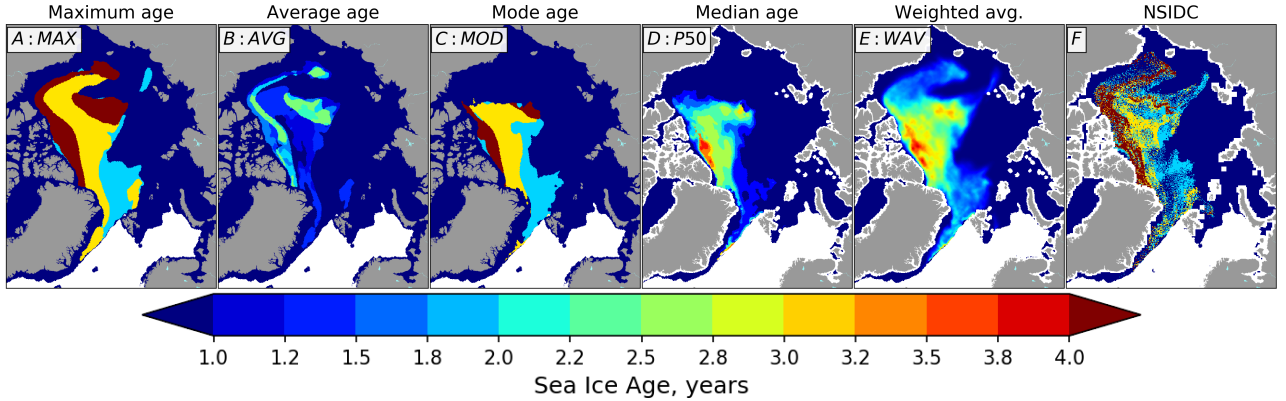 Maximum age
Average age
Mode age
Median age
Weighted avg.
NSIDC
A : MAX
B : AVG
C : MOD
D : P50
E : WAV
F
1.0 1.2 1.5 1.8 2.0 2.2 2.5 2.8 3.0 3.2 3.5 3.8 4.0
Sea Ice Age, years